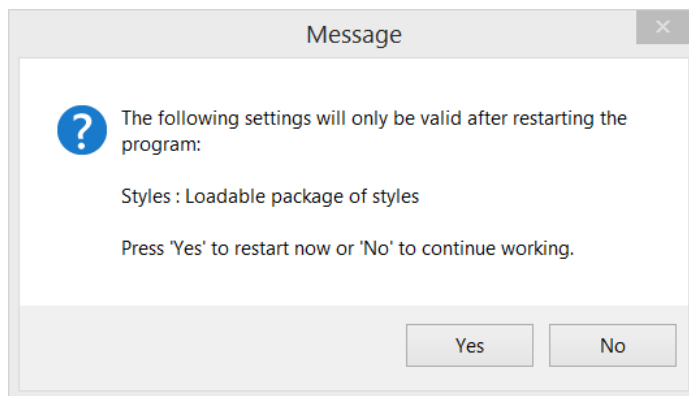 Message
The following settings will only be valid after restarting the
program:
Styles : Loadable package of styles
Press 'Yes' to restart now or 'No' to continue working.
Yes
No